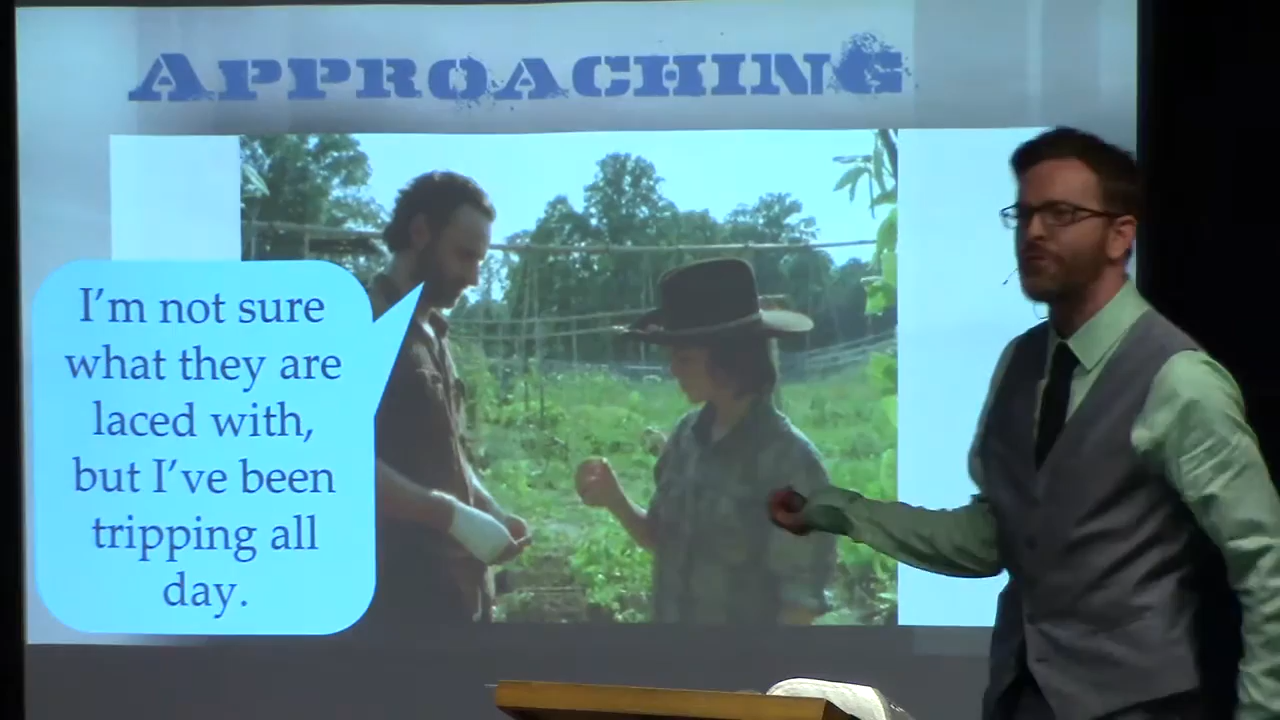 APPROACHING
I'm not sure
what they are
laced with,
but I've been
tripping all
day.